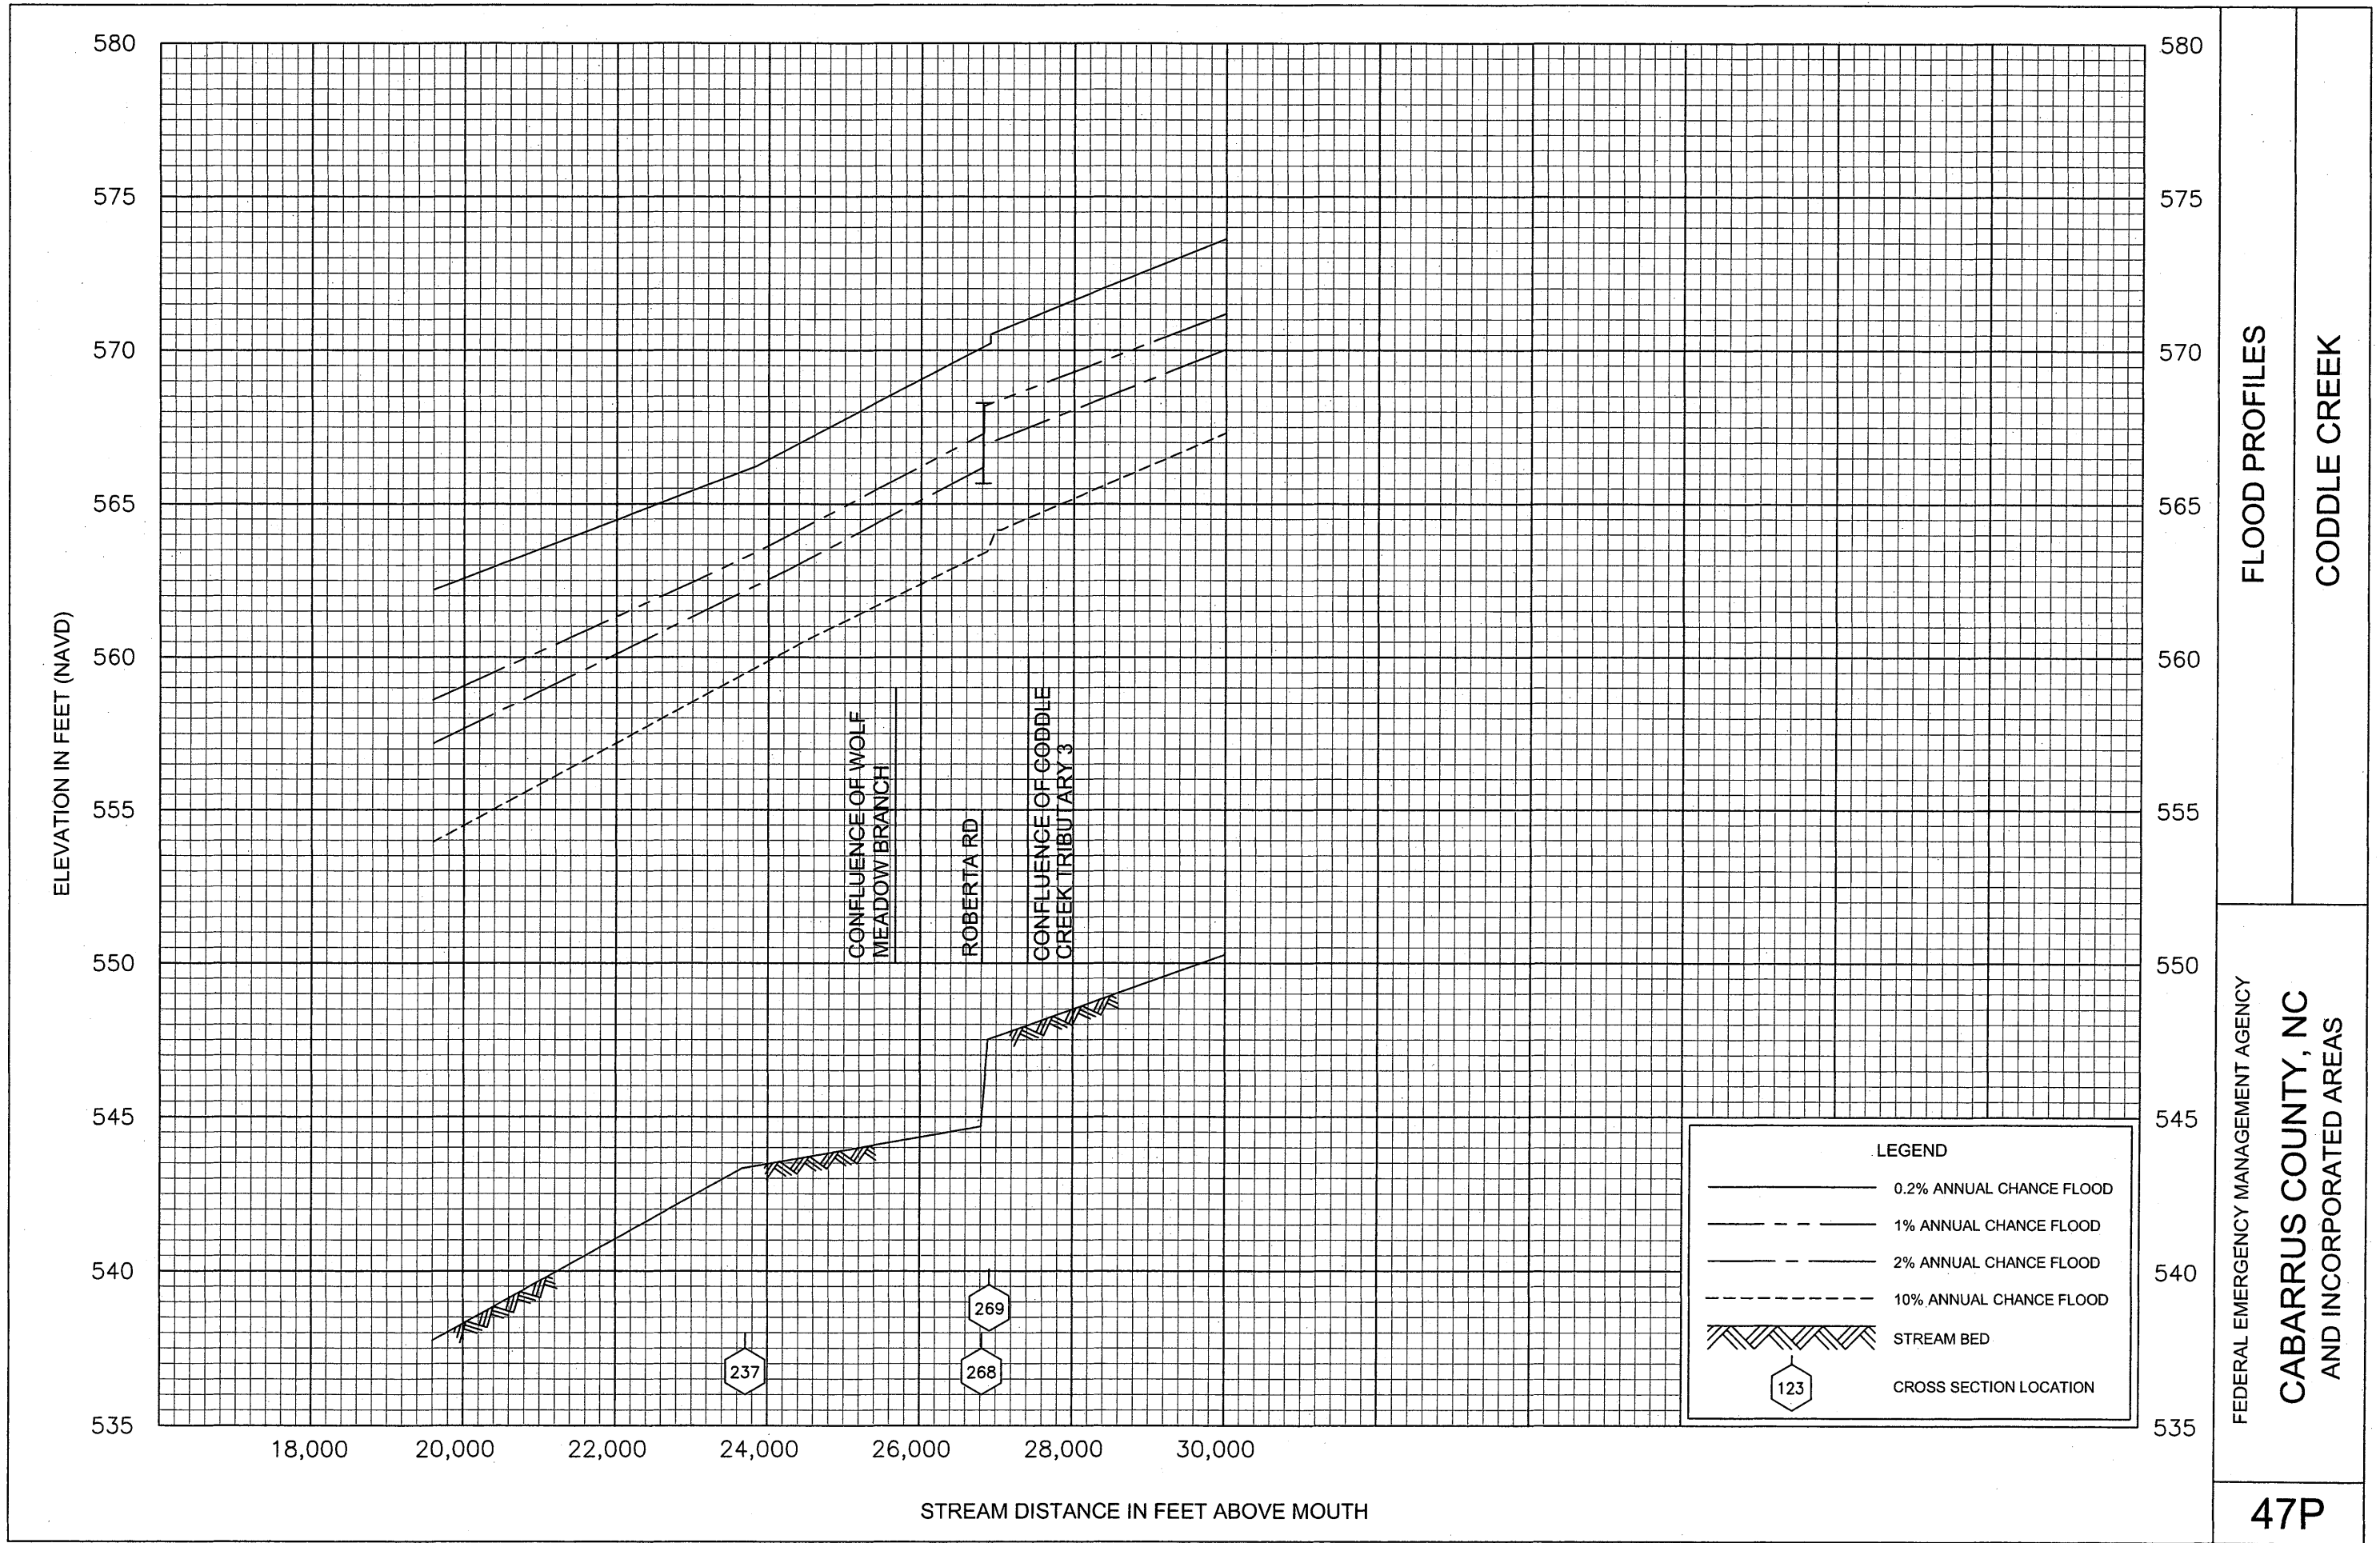 580
575
570
565
560
555
550
545
540
535
ELEVATION IN FEET (NAVD)
580
575
570
565
560
555
550
545
540
535
18,000
20,000
22,000
24,000
26,000
28,000
30,000
STREAM DISTANCE IN FEET ABOVE MOUTH
CONFLUENCE OF WOLF
MEADOW BRANCH
ROBERTA RD
CONFLUENCE OF CODDLE
CREEK TRIBUTARY 3
237
268
269
LEGEND
0.2% ANNUAL CHANCE FLOOD
1% ANNUAL CHANCE FLOOD
2% ANNUAL CHANCE FLOOD
10% ANNUAL CHANCE FLOOD
STREAM BED
123
CROSS SECTION LOCATION
FLOOD PROFILES
CODDLE CREEK
FEDERAL EMERGENCY MANAGEMENT AGENCY
CABARRUS COUNTY, NC
AND INCORPORATED AREAS
47P